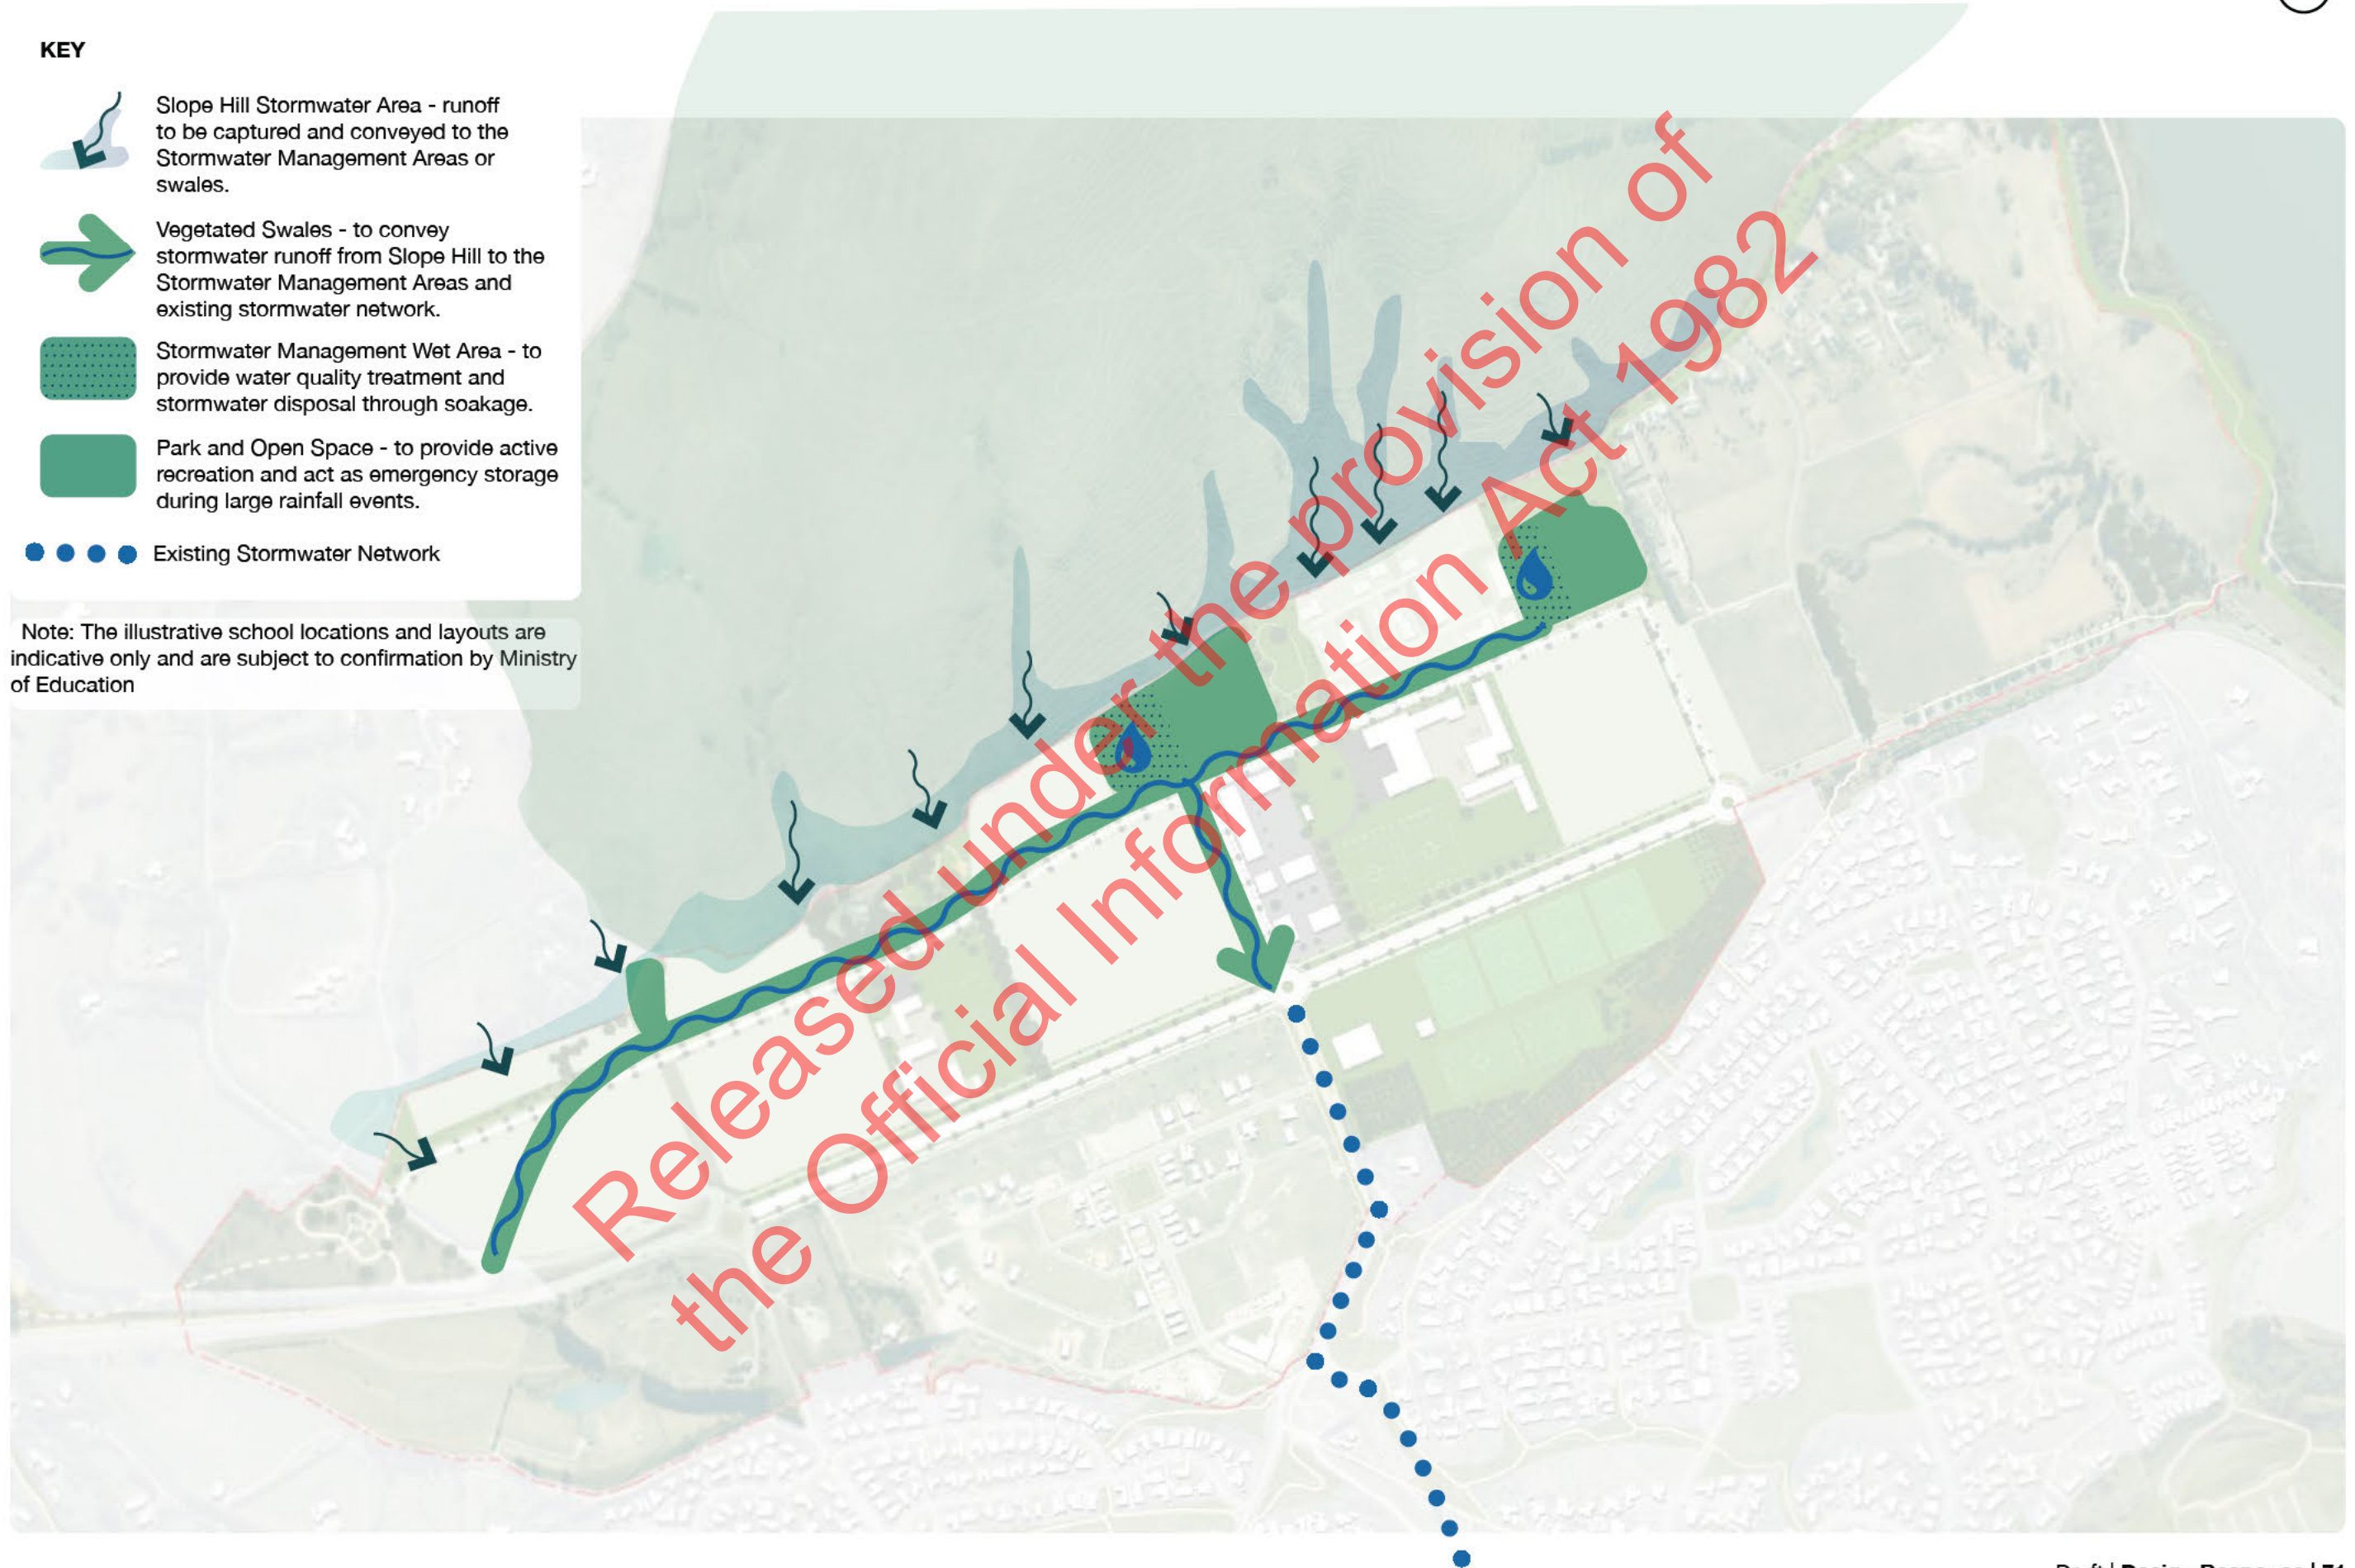 KEY
Slope Hill Stormwater Area - runoff
to be captured and conveyed to the
Stormwater Management Areas or
swales.
Vegetated Swales - to convey
stormwater runoff from Slope Hill to the
Stormwater Management Areas and
existing stormwater network.
Stormwater Management Wet Area - to
provide water quality treatment and
stormwater disposal through soakage.
Park and Open Space - to provide active
recreation and act as emergency storage
during large rainfall events.
Existing Stormwater Network
Note: The illustrative school locations and layouts are
indicative only and are subject to confirmation by Ministry
of Education
Released under the provision of
the Official Information Act 1982